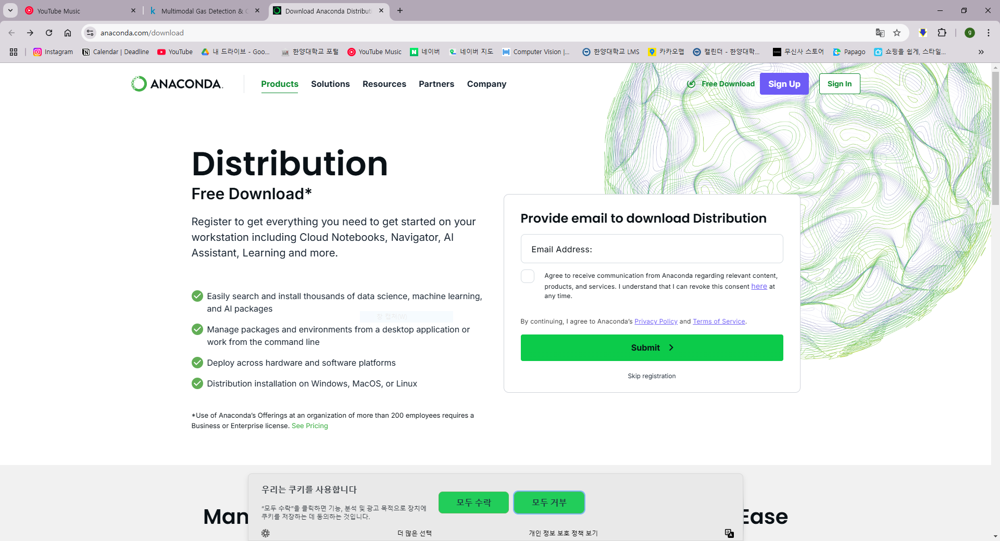 YouTube Music
Multimodal Gas Detection &
Download Anaconda Distribut
anaconda.com/download
Instagram
Calendar | Deadline
YouTube
내 드라이브 - Goo...
한양대학교 포털
YouTube Music
네이버
네이버 지도
Computer Vision |...
한양대학교 LMS
카카오맵
캘린더 - 한양대학...
무신사 스토어
Papago
쇼핑을 쉽게, 스타일...
ANACONDA.
Products
Solutions
Resources
Partners
Company
Free Download
Sign Up
Sign In
Distribution
Free Download*
Register to get everything you need to get started on your
workstation including Cloud Notebooks, Navigator, AI
Assistant, Learning and more.
Easily search and install thousands of data science, machine learning,
and AI packages
창 캡처(W)
Manage packages and environments from a desktop application or
work from the command line
Deploy across hardware and software platforms
Distribution installation on Windows, MacOS, or Linux
*Use of Anaconda's Offerings at an organization of more than 200 employees requires a
Business or Enterprise license. See Pricing
Provide email to download Distribution
Email Address:
Agree to receive communication from Anaconda regarding relevant content,
products, and services. I understand that I can revoke this consent here at
any time.
By continuing, I agree to Anaconda's Privacy Policy and Terms of Service.
Submit
Skip registration
Man
Ease
우리는 쿠키를 사용합니다
"모두 수락"을 클릭하면 기능, 분석 및 광고 목적으로 장치에
쿠키를 저장하는 데 동의하는 것입니다.
모두 수락
모두 거부
더 많은 선택
개인 정보 보호 정책 보기